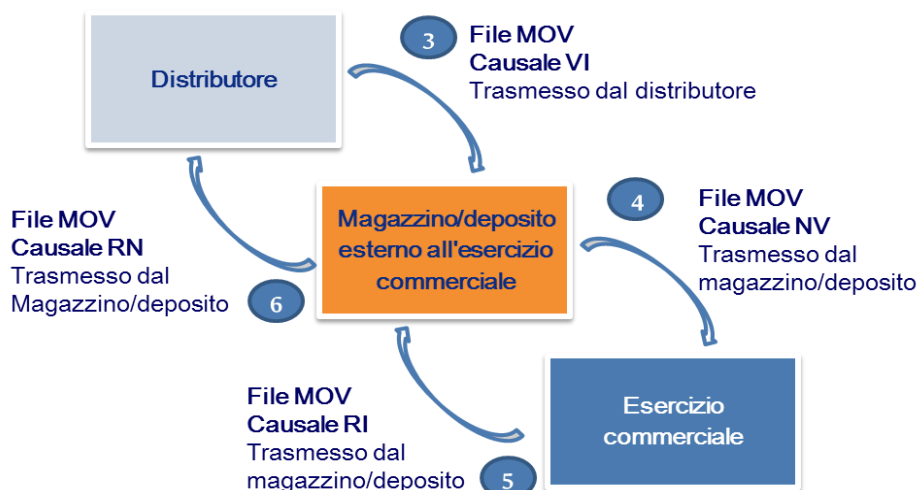 Distributore
3
File MOV
Causale VI
Trasmesso dal distributore
Magazzino/deposito
esterno all'esercizio
commerciale
4
File MOV
Causale NV
Trasmesso dal
magazzino/deposito
File MOV
Causale RN
Trasmesso dal
Magazzino/deposito
6
File MOV
Causale RI
Trasmesso dal
magazzino/deposito
5
Esercizio
commerciale